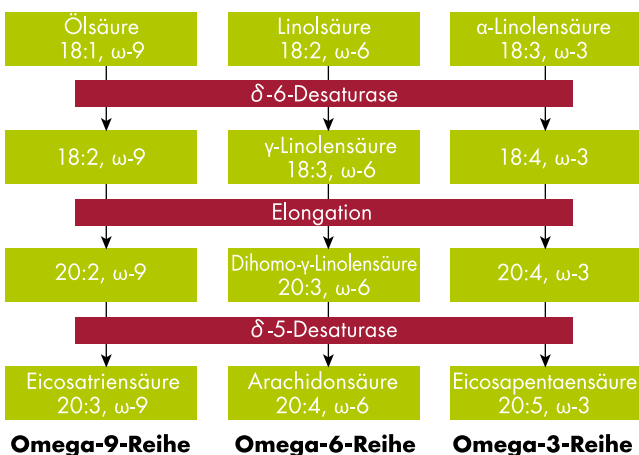 Ölsäure
18:1, ω-9
Linolsäure
18:2, ω-6
α-Linolensäure
18:3, ω-3
δ-6-Desaturase
18:2, ω-9
γ-Linolensäure
18:3, ω-6
18:4, ω-3
Elongation
20:2, ω-9
Dihomo-γ-Linolensäure
20:3, ω-6
20:4, ω-3
δ-5-Desaturase
Eicosatriensäure
20:3, ω-9
Arachidonsäure
20:4, ω-6
Eicosapentaensäure
20:5, ω-3
Omega-9-Reihe
Omega-6-Reihe
Omega-3-Reihe